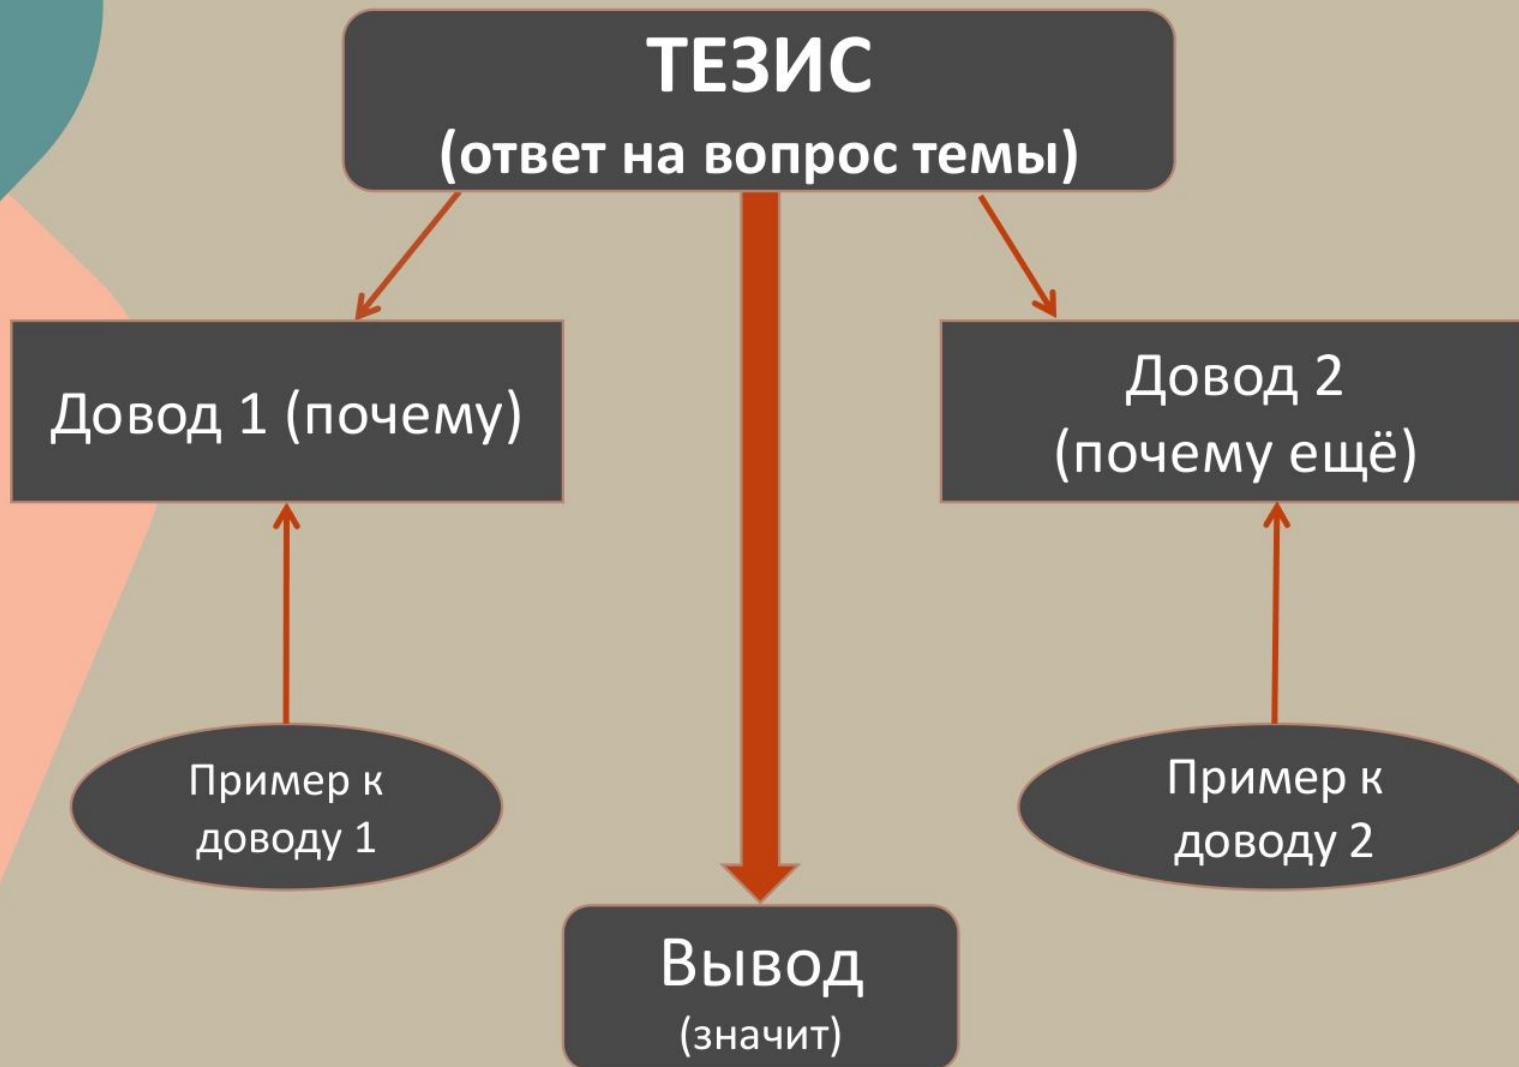 ТЕЗИС
(ответ на вопрос темы)
Довод 1 (почему)
Довод 2
(почему ещё)
Пример к
доводу 1
Пример к
доводу 2
Вывод
(значит)